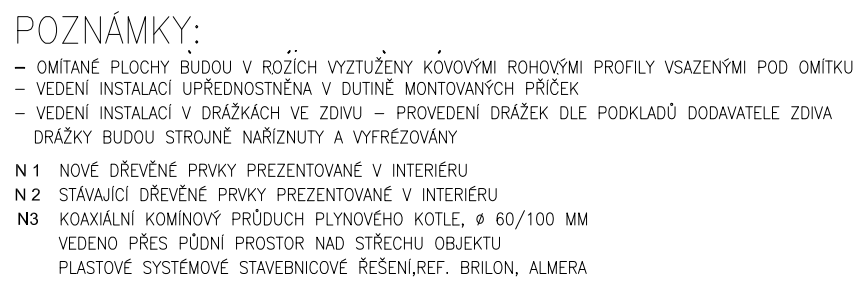 POZNÁMKY:
– OMÍTANÉ PLOCHY BUDOU V ROZÍCH VYZTUŽENY KOVOVÝMI ROHOVÝMI PROFILY VSAZENÝMI POD OMÍTKU
– VEDENÍ INSTALACÍ UPŘEDNOSTNĚNA V DUTINĚ MONTOVANÝCH PŘÍČEK
– VEDENÍ INSTALACÍ V DRÁŽKÁCH VE ZDIVU – PROVEDENÍ DRÁŽEK DLE PODKLADŮ DODAVATELE ZDIVA
DRÁŽKY BUDOU STROJNĚ NAŘÍZNUTY A VYFRÉZOVÁNY
N 1 NOVÉ DŘEVĚNÉ PRVKY PREZENTOVANÉ V INTERIÉRU
N 2 STÁVAJÍCÍ DŘEVĚNÉ PRVKY PREZENTOVANÉ V INTERIÉRU
N3 KOAXIÁLNÍ KOMÍNOVÝ PRŮDUCH PLYNOVÉHO KOTLE, ø 60/100 MM
VEDENO PŘES PŮDNÍ PROSTOR NAD STŘECHU OBJEKTU
PLASTOVÉ SYSTÉMOVÉ STAVEBNICOVÉ ŘEŠENÍ,REF. BRILON, ALMERA